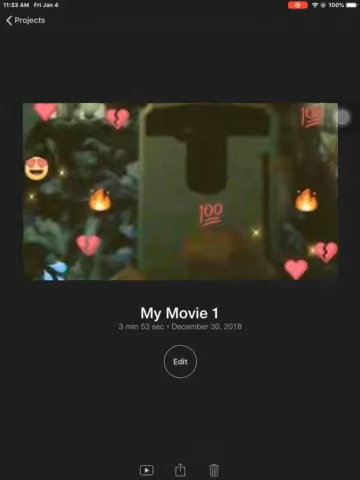 11:33 AM Fri Jan 4
100%
Projects
100
100
My Movie 1
3 min 53 sec • December 30, 2018
Edit